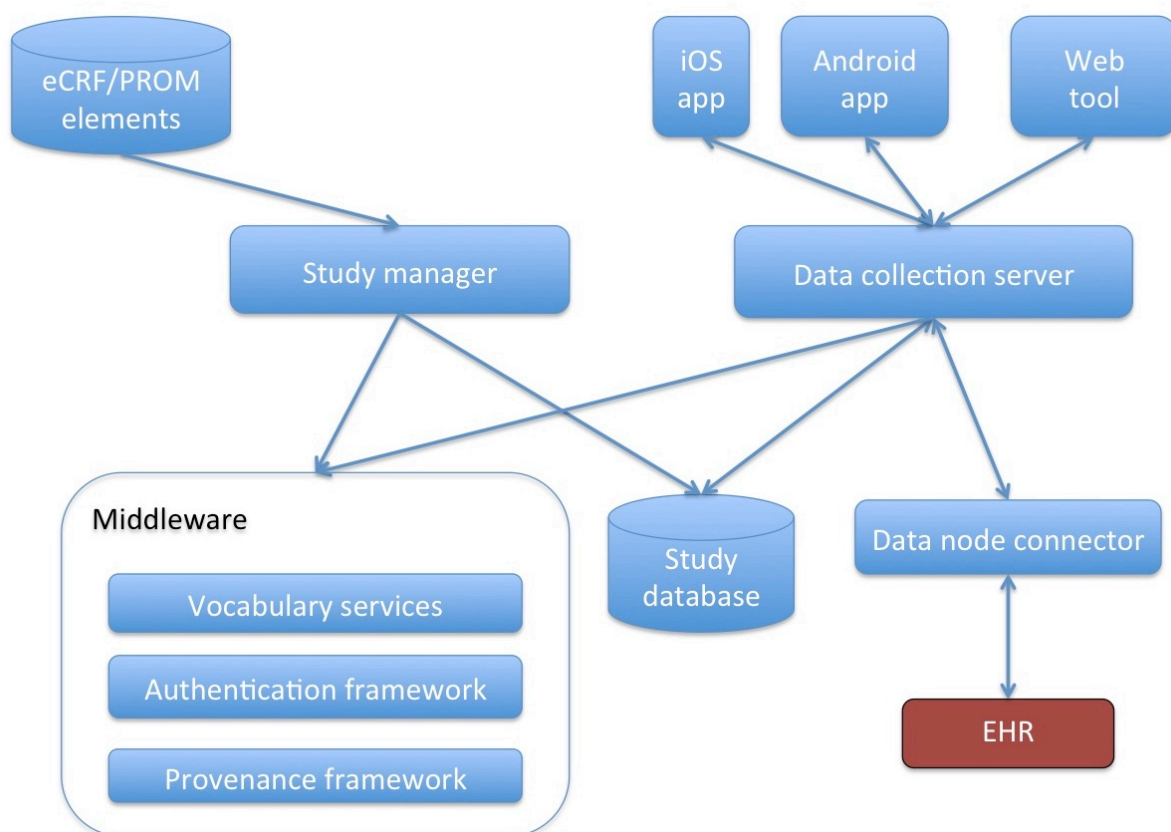 eCRF/PROM
elements
iOS
app
Android
app
Web
tool
Study manager
Data collection server
Middleware
Vocabulary services
Authentication framework
Provenance framework
Study
database
Data node connector
EHR